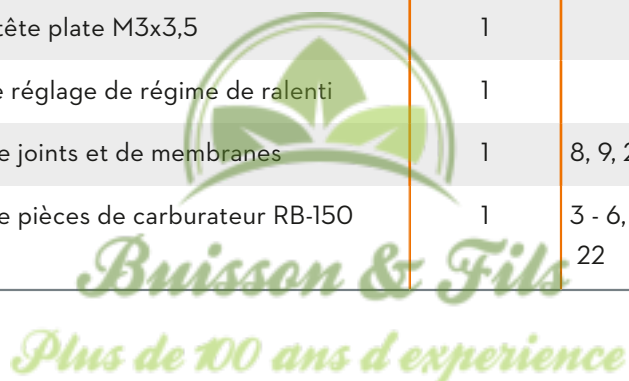 tête plate M3x3,5 1
e réglage de régime de ralenti 1
e joints et de membranes 1 8, 9, 2
e pièces de carburateur RB-150 1 3 - 6,
22
Buisson & Fils
Plus de 100 ans d experience